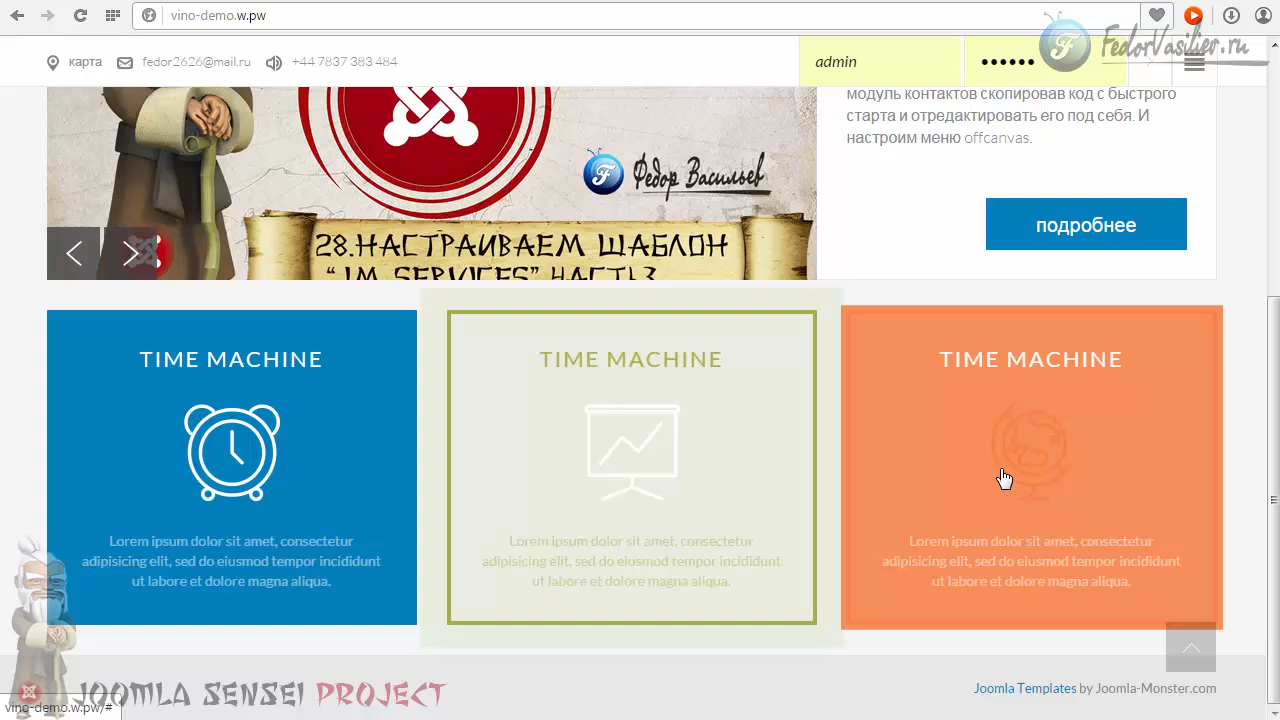 vino-demo.w.pw
карта fedor2626@mail.ru +44 7837 383 484
admin
FedorVasiliev.ru
модуль контактов скопировав код с быстрого
старта и отредактировать его под себя. И
настроим меню offcanvas.
Федор Васильев
подробнее
28.НАСТРАИВАЕМ ШАБЛОН
"JM SERVICES" ЧАСТЬ3
TIME MACHINE
Lorem ipsum dolor sit amet, consectetur
adipisicing elit, sed do eiusmod tempor incididunt
ut labore et dolore magna aliqua.
TIME MACHINE
Lorem ipsum dolor sit amet, consectetur
adipisicing elit, sed do eiusmod tempor incididunt
ut labore et dolore magna aliqua.
TIME MACHINE
Lorem ipsum dolor sit amet, consectetur
adipisicing elit, sed do eiusmod tempor incididunt
ut labore et dolore magna aliqua.
JOOMLA SENSEI PROJECT
Joomla Templates by Joomla-Monster.com
vino-demo.w.pw/#